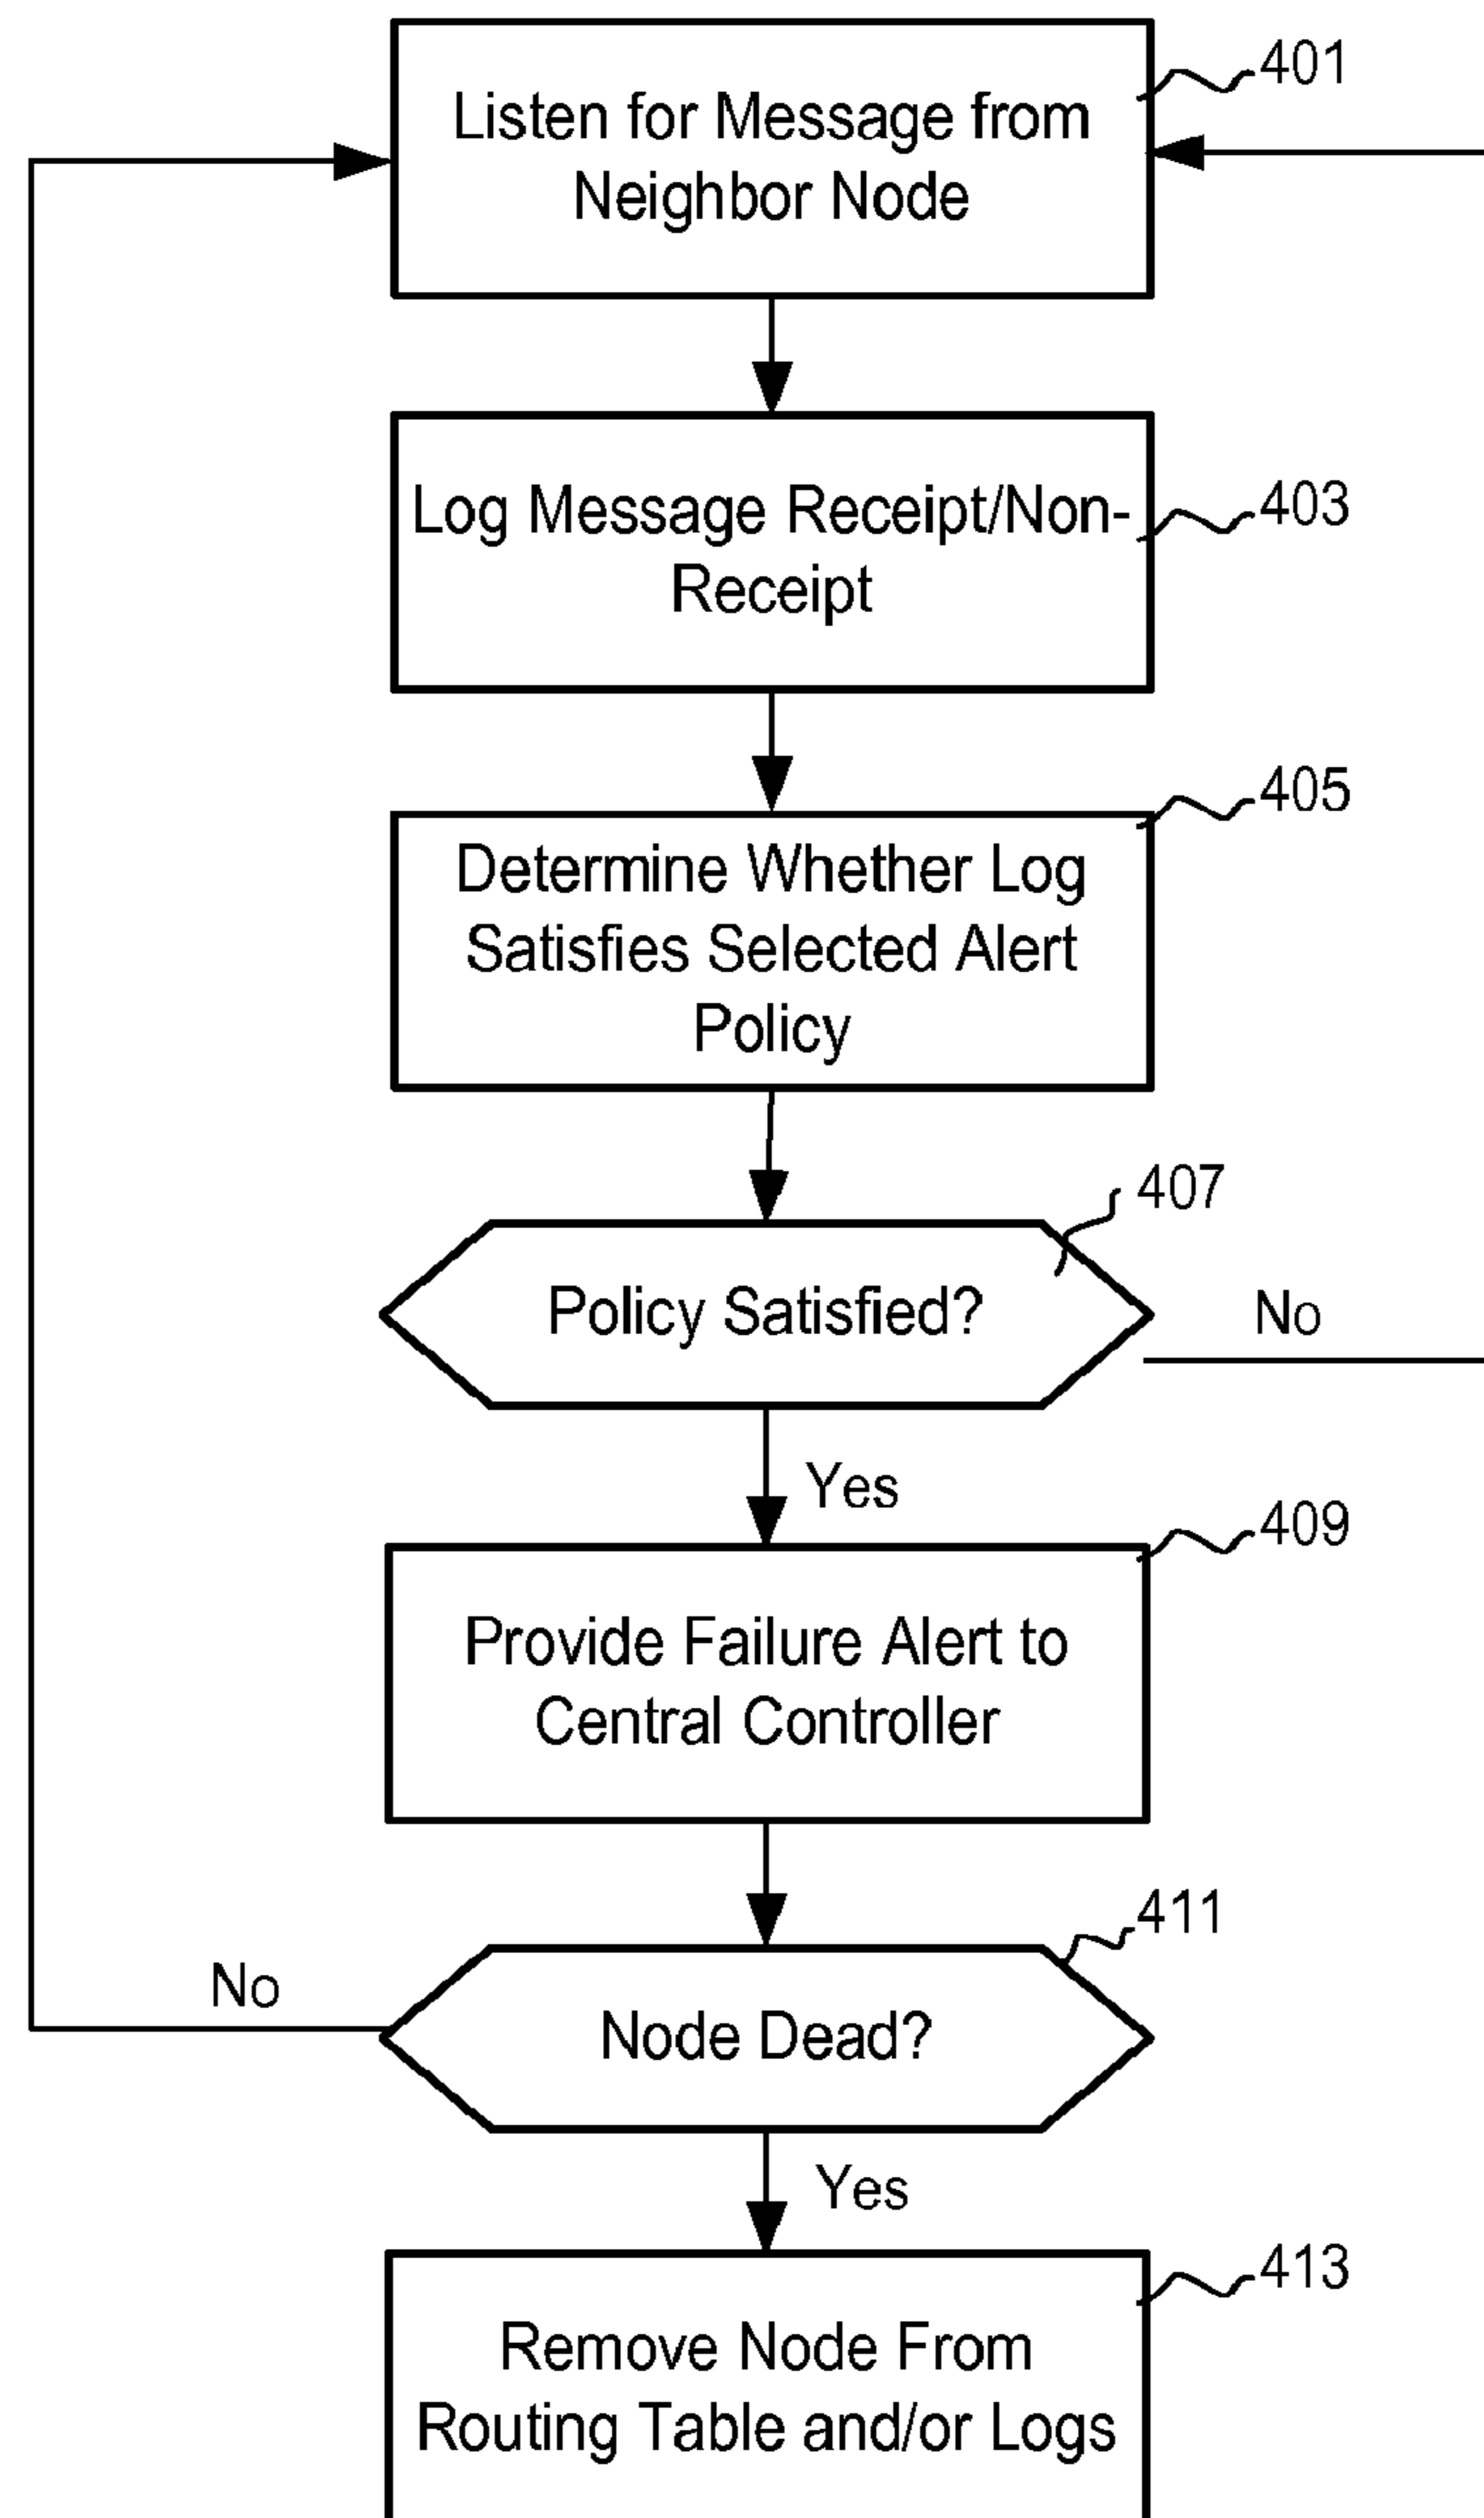 401
Listen for Message from
Neighbor Node
403
Log Message Receipt/Non-
Receipt
405
Determine Whether Log
Satisfies Selected Alert
Policy
407
Policy Satisfied?
No
Yes
409
Provide Failure Alert to
Central Controller
411
No
Node Dead?
Yes
413
Remove Node From
Routing Table and/or Logs